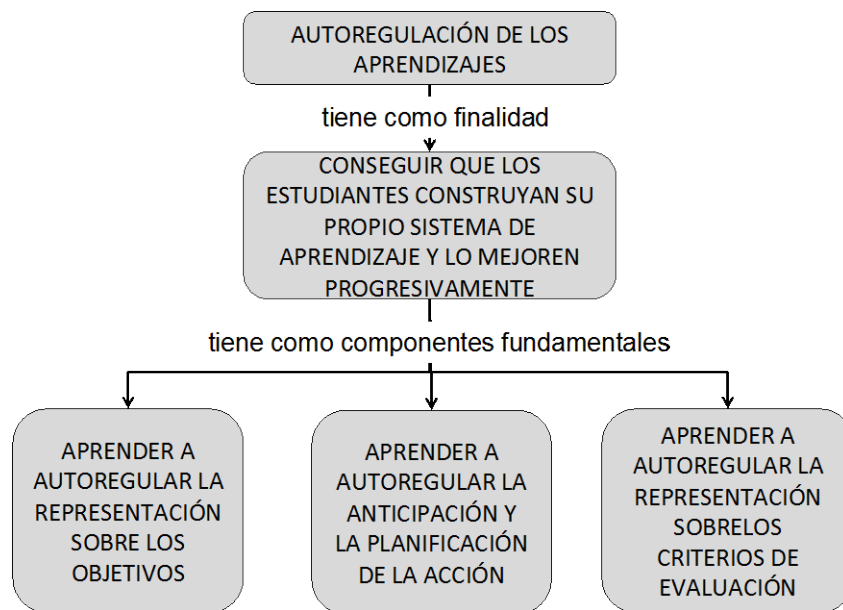 AUTOREGULACIÓN DE LOS
APRENDIZAJES
tiene como finalidad
CONSEGUIR QUE LOS
ESTUDIANTES CONSTRUYAN SU
PROPIO SISTEMA DE
APRENDIZAJE Y LO MEJOREN
PROGRESIVAMENTE
tiene como componentes fundamentales
APRENDER A
AUTOREGULAR LA
REPRESENTACIÓN
SOBRE LOS
OBJETIVOS
APRENDER A
AUTOREGULAR LA
ANTICIPACIÓN Y
LA PLANIFICACIÓN
DE LA ACCIÓN
APRENDER A
AUTOREGULAR LA
REPRESENTACIÓN
SOBRELOS
CRITERIOS DE
EVALUACIÓN